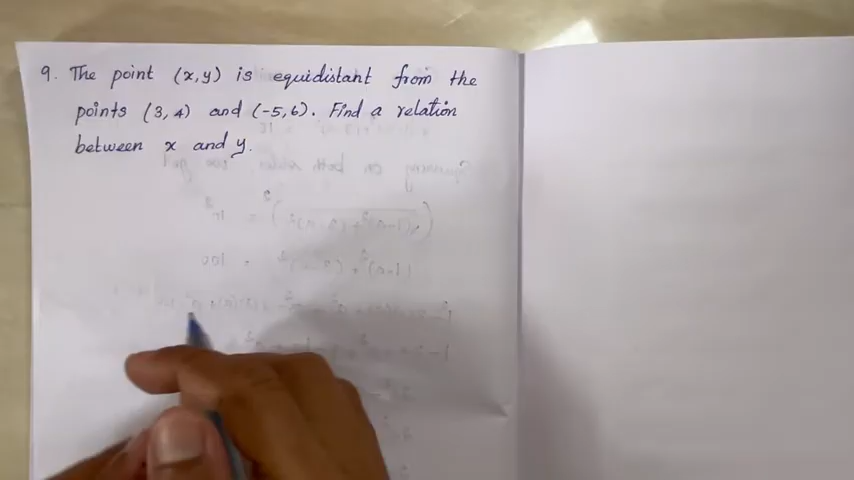 9. The point (x,y) is equidistant from the
points (3,4) and (-5,6). Find a relation
between x and y.